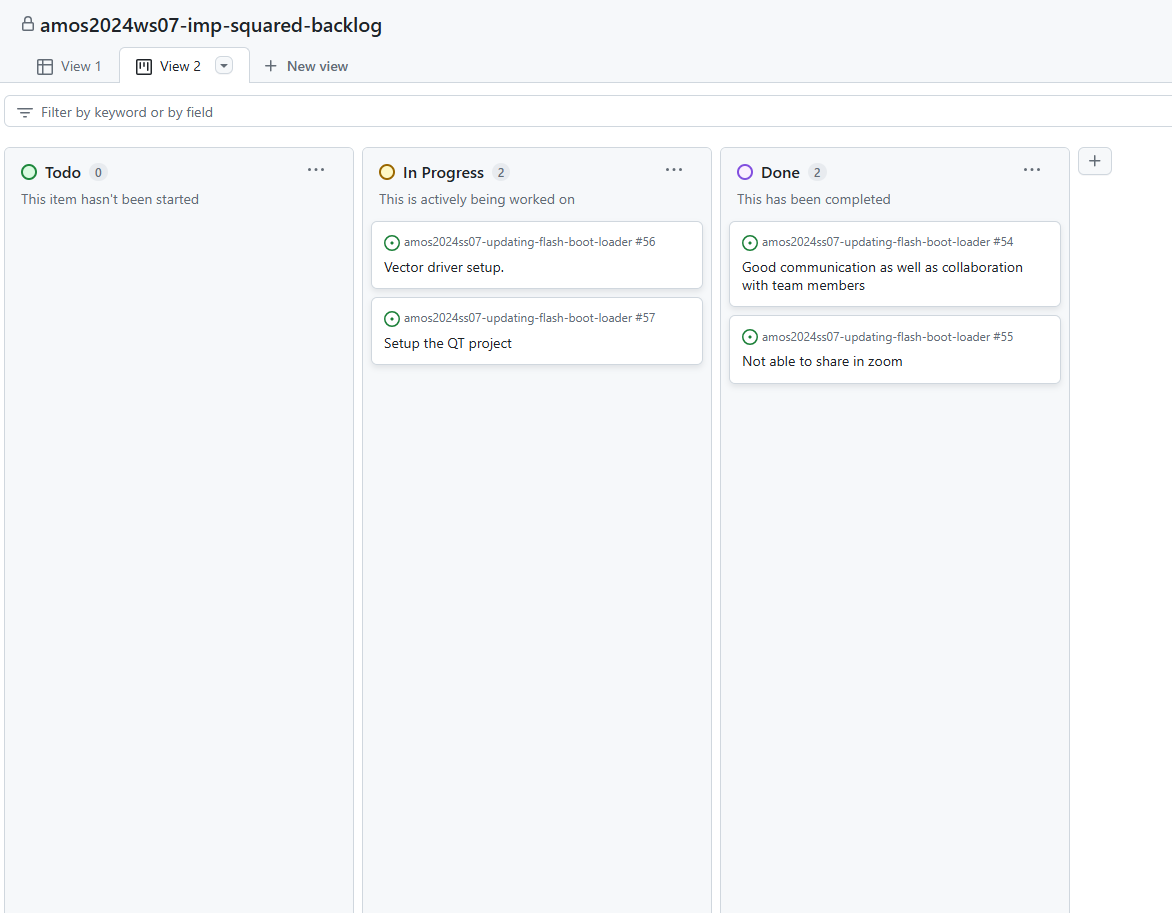 amos2024ws07-imp-squared-backlog
View 1
View 2
New view
Filter by keyword or by field
Todo 0
This item hasn't been started
In Progress 2
This is actively being worked on
amos2024ss07-updating-flash-boot-loader #56
Vector driver setup.
amos2024ss07-updating-flash-boot-loader #57
Setup the QT project
Done 2
This has been completed
amos2024ss07-updating-flash-boot-loader #54
Good communication as well as collaboration
with team members
amos2024ss07-updating-flash-boot-loader #55
Not able to share in zoom